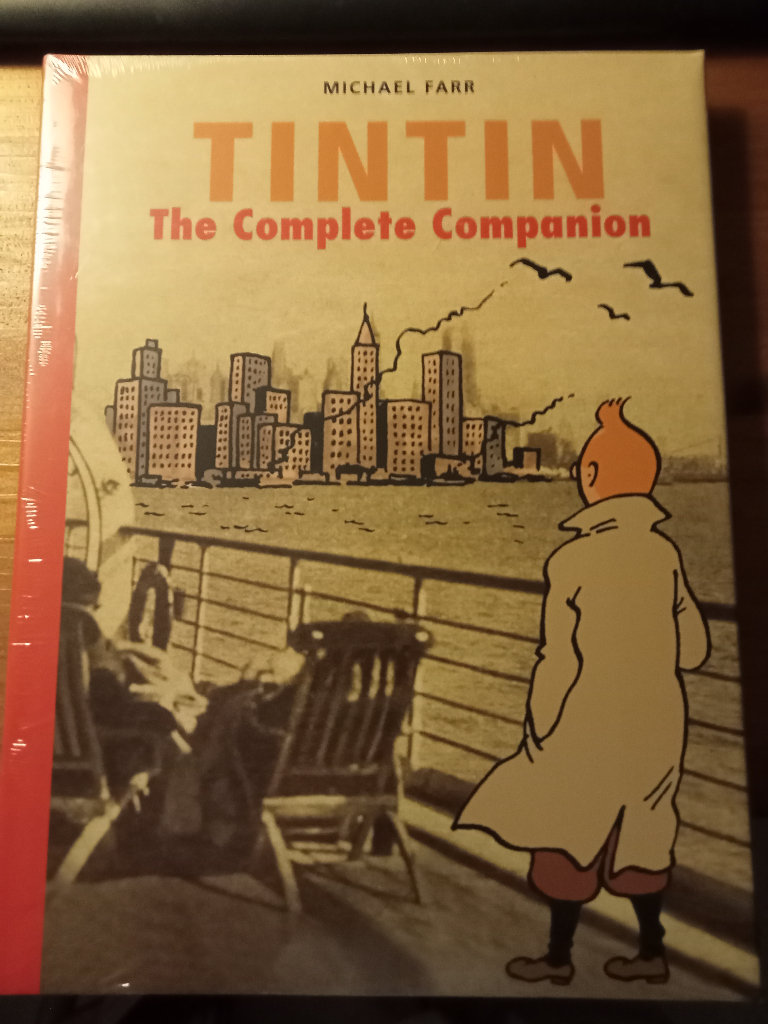 MICHAEL FARR
TINTIN
The Complete Companion